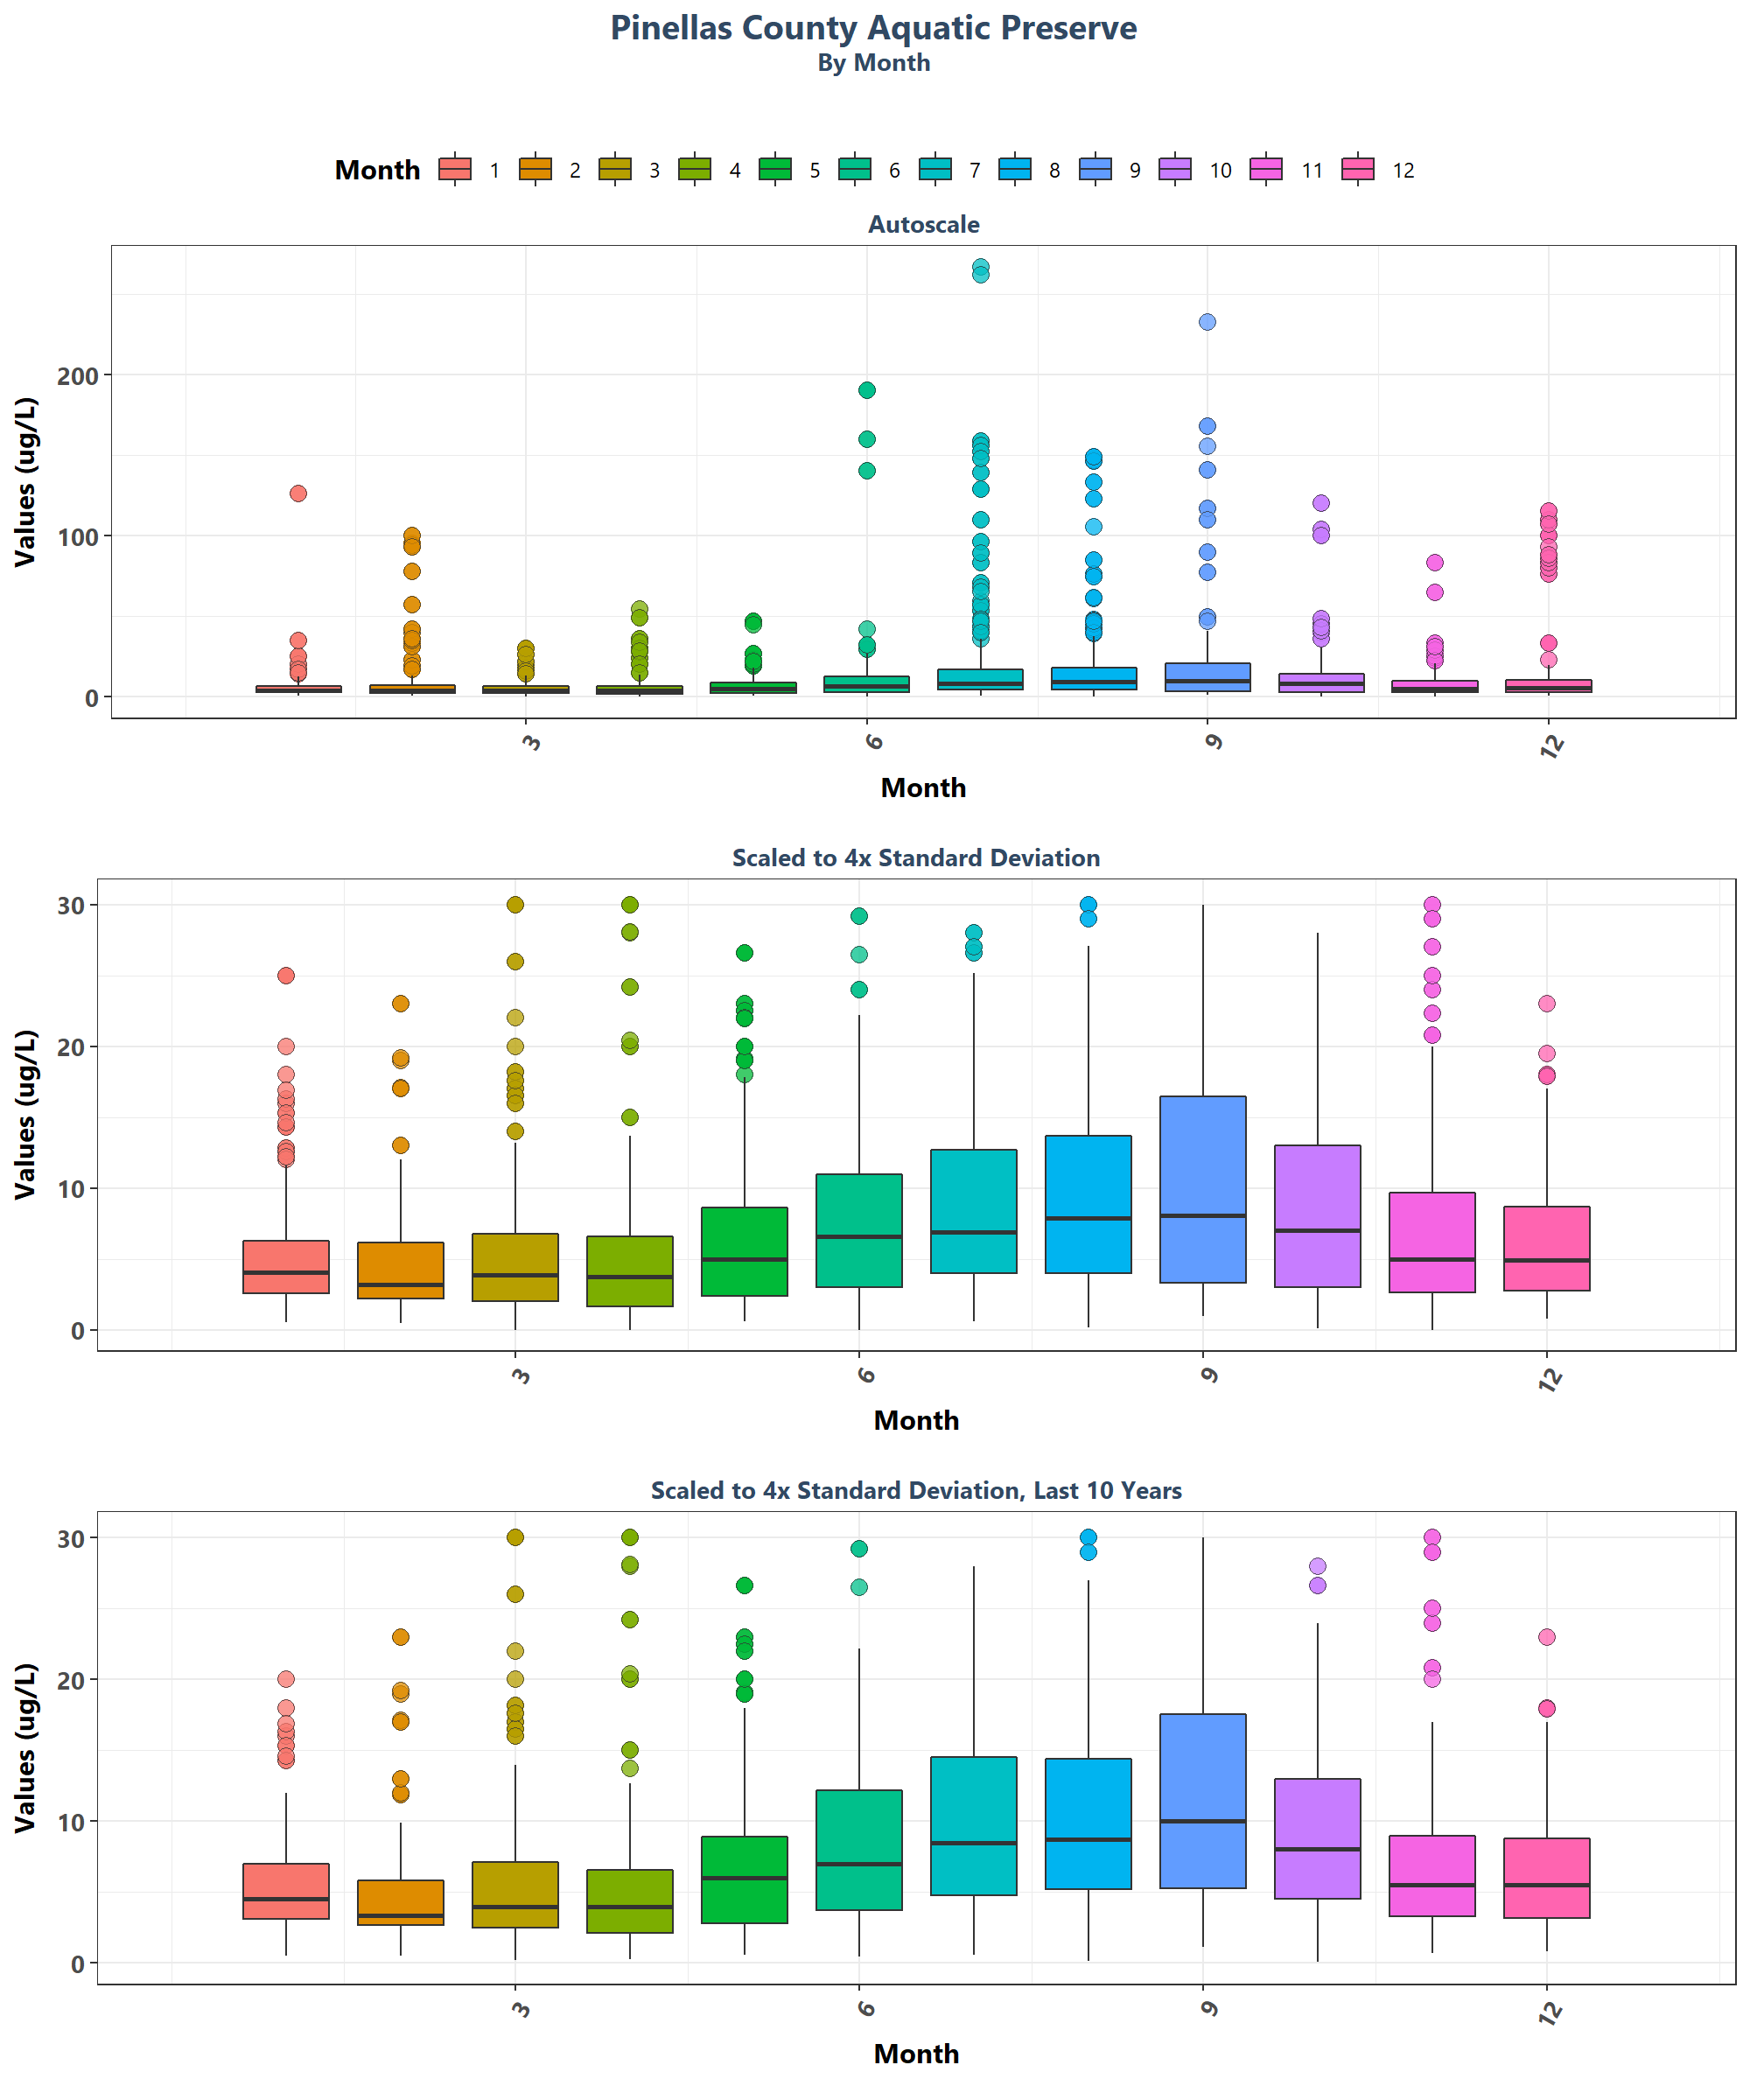 Pinellas County Aquatic Preserve
By Month
Month 1 2 3 4 5 6 7 8 9 10 11 12
Autoscale
Values (ug/L)
200
100
0
3 6 9 12
Month
Scaled to 4x Standard Deviation
Values (ug/L)
30
20
10
0
3 6 9 12
Month
Scaled to 4x Standard Deviation, Last 10 Years
Values (ug/L)
30
20
10
0
3 6 9 12
Month